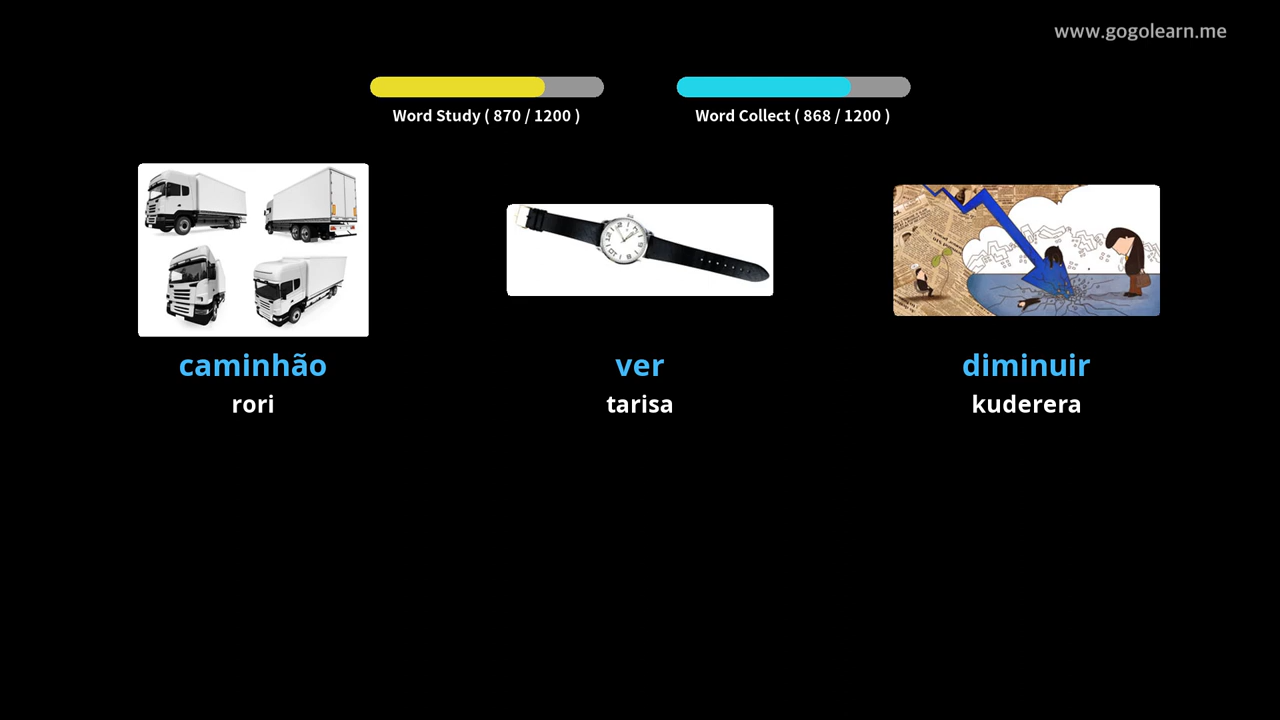 www.gogolearn.me
Word Study ( 870 / 1200 )
Word Collect ( 868 / 1200 )
caminhão
ver
diminuir
rori
tarisa
kuderera